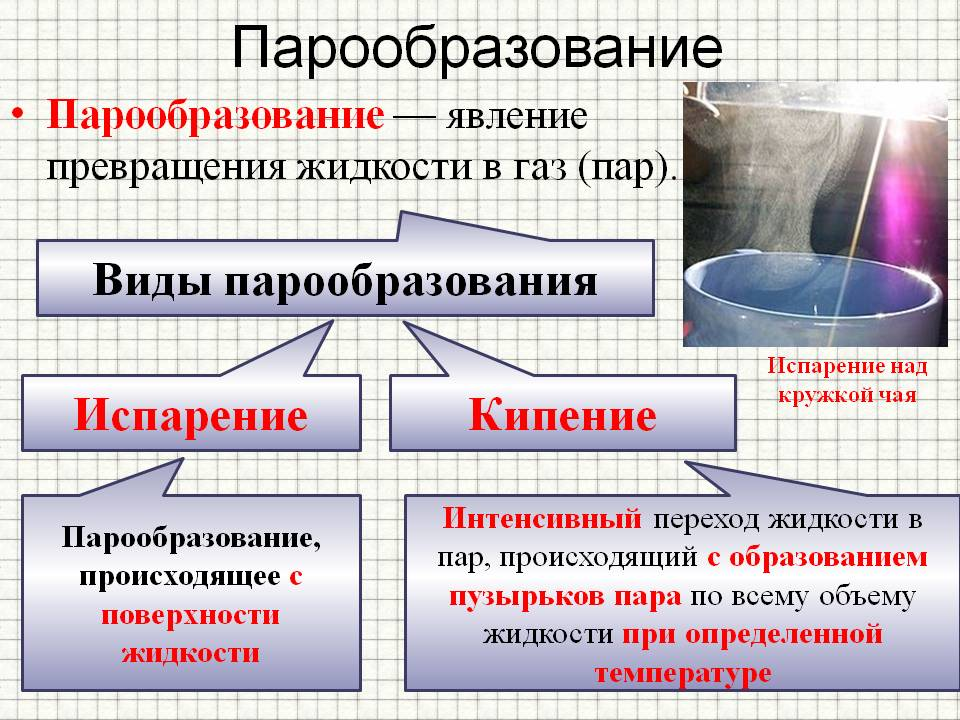 Парообразование
• Парообразование — явление
превращения жидкости в газ (пар).
Виды парообразования
Испарение над
кружкой чая
Испарение
Кипение
Парообразование,
происходящее с
поверхности
жидкости
Интенсивный переход жидкости в
пар, происходящий с образованием
пузырьков пара по всему объему
жидкости при определенной
температуре